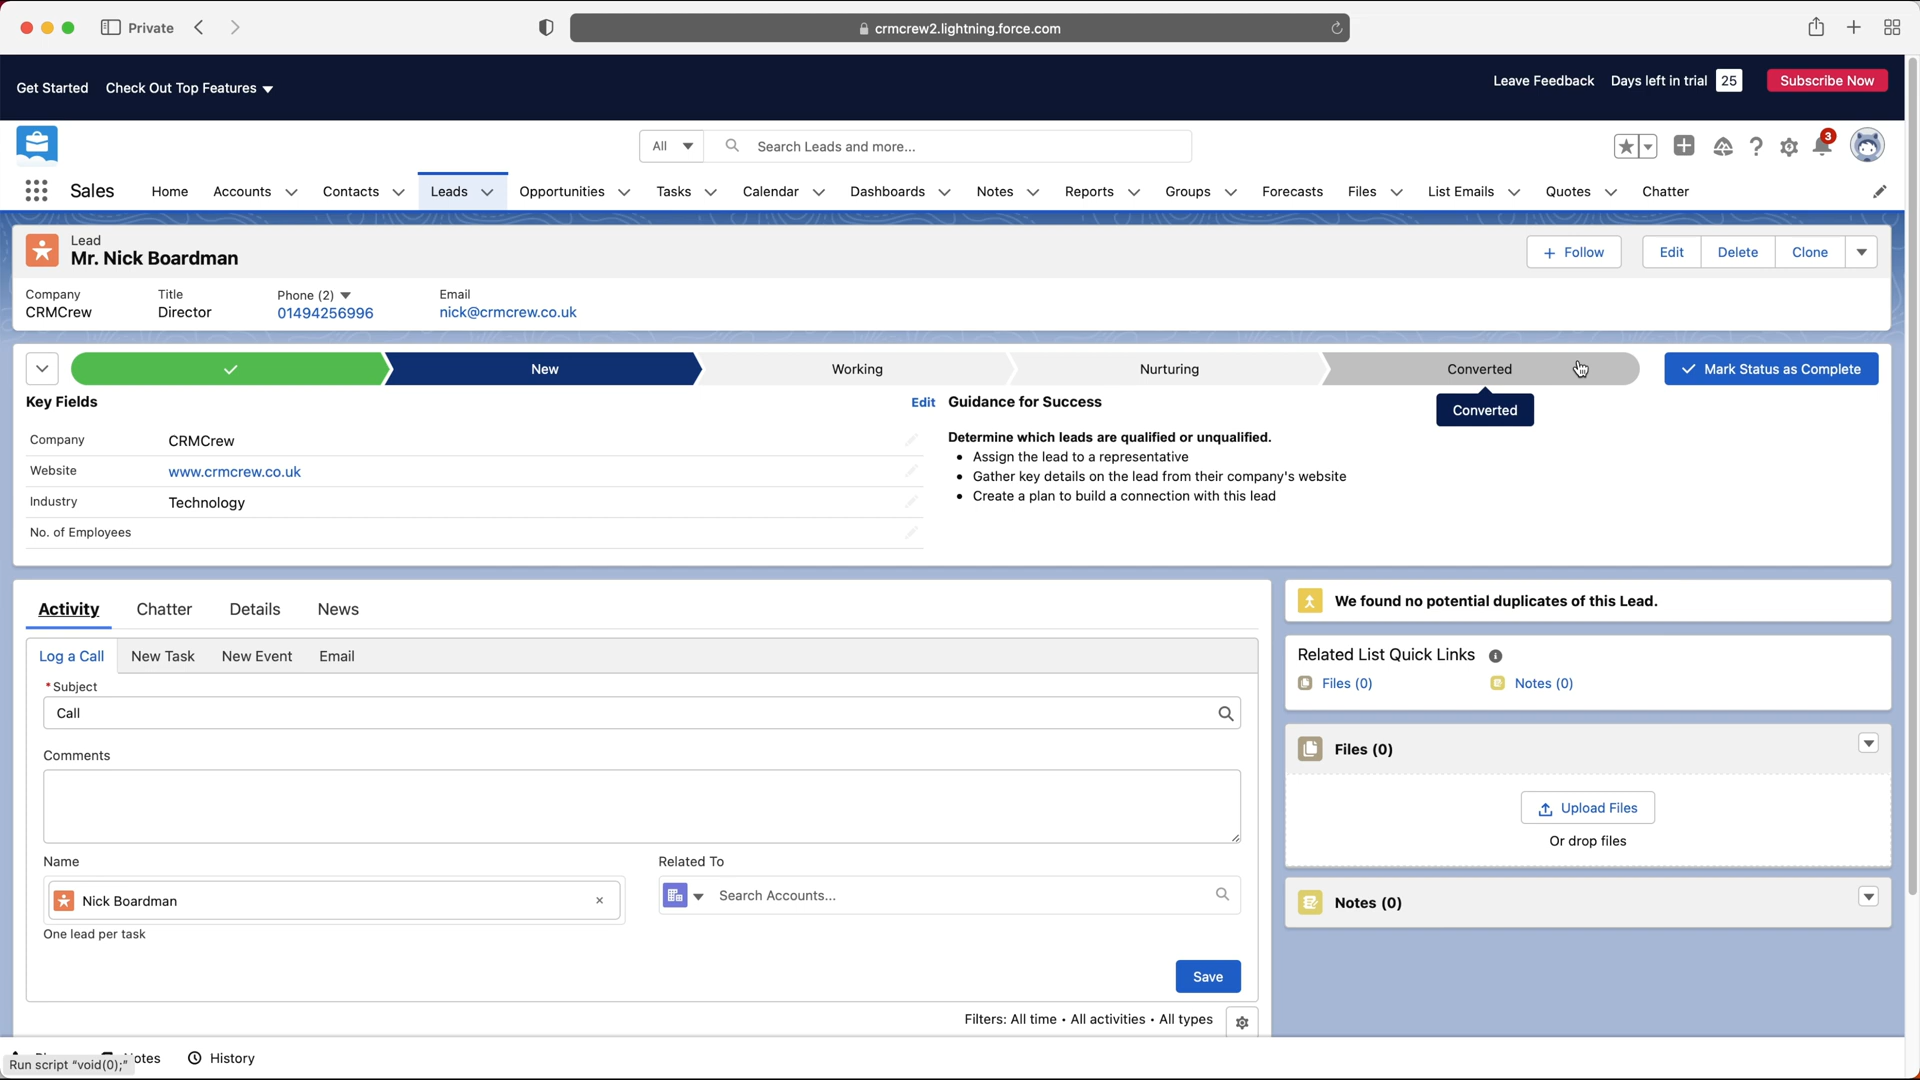 Private
crmcrew2.lightning.force.com
Get Started Check Out Top Features
Leave Feedback Days left in trial 25 Subscribe Now
All Search Leads and more...
3
Sales Home Accounts Contacts Leads Opportunities Tasks Calendar Dashboards Notes Reports Groups Forecasts Files List Emails Quotes Chatter
Lead
Mr. Nick Boardman
+ Follow Edit Delete Clone
Company Title Phone (2) Email
CRMCrew Director 01494256996 nick@crmcrew.co.uk
New Working Nurturing Converted Mark Status as Complete
Key Fields Edit Guidance for Success
Converted
Company CRMCrew
Website www.crmcrew.co.uk
Industry Technology
No. of Employees
Determine which leads are qualified or unqualified.
• Assign the lead to a representative
• Gather key details on the lead from their company's website
• Create a plan to build a connection with this lead
Activity Chatter Details News
Log a Call New Task New Event Email
* Subject
Call
Comments
Name
Nick Boardman
One lead per task
Related To
Search Accounts...
Save
Filters: All time • All activities • All types
We found no potential duplicates of this Lead.
Related List Quick Links
Files (0) Notes (0)
Files (0)
Upload Files
Or drop files
Notes (0)
otes History
Run script "void(0);"